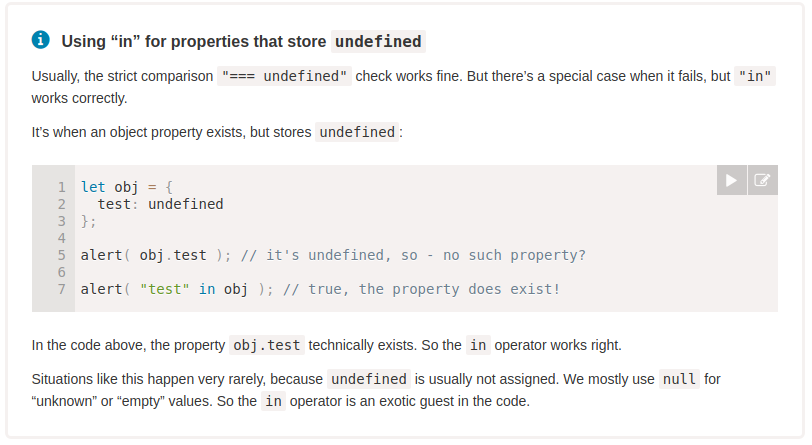 Using “in” for properties that store undefined
Usually, the strict comparison "=== undefined" check works fine. But there’s a special case when it fails, but "in"
works correctly.
It’s when an object property exists, but stores undefined :
1 let obj = {
2   test: undefined
3 };
4
5 alert( obj.test ); // it's undefined, so - no such property?
6
7 alert( "test" in obj ); // true, the property does exist!
In the code above, the property obj.test technically exists. So the in operator works right.
Situations like this happen very rarely, because undefined is usually not assigned. We mostly use null for
“unknown” or “empty” values. So the in operator is an exotic guest in the code.